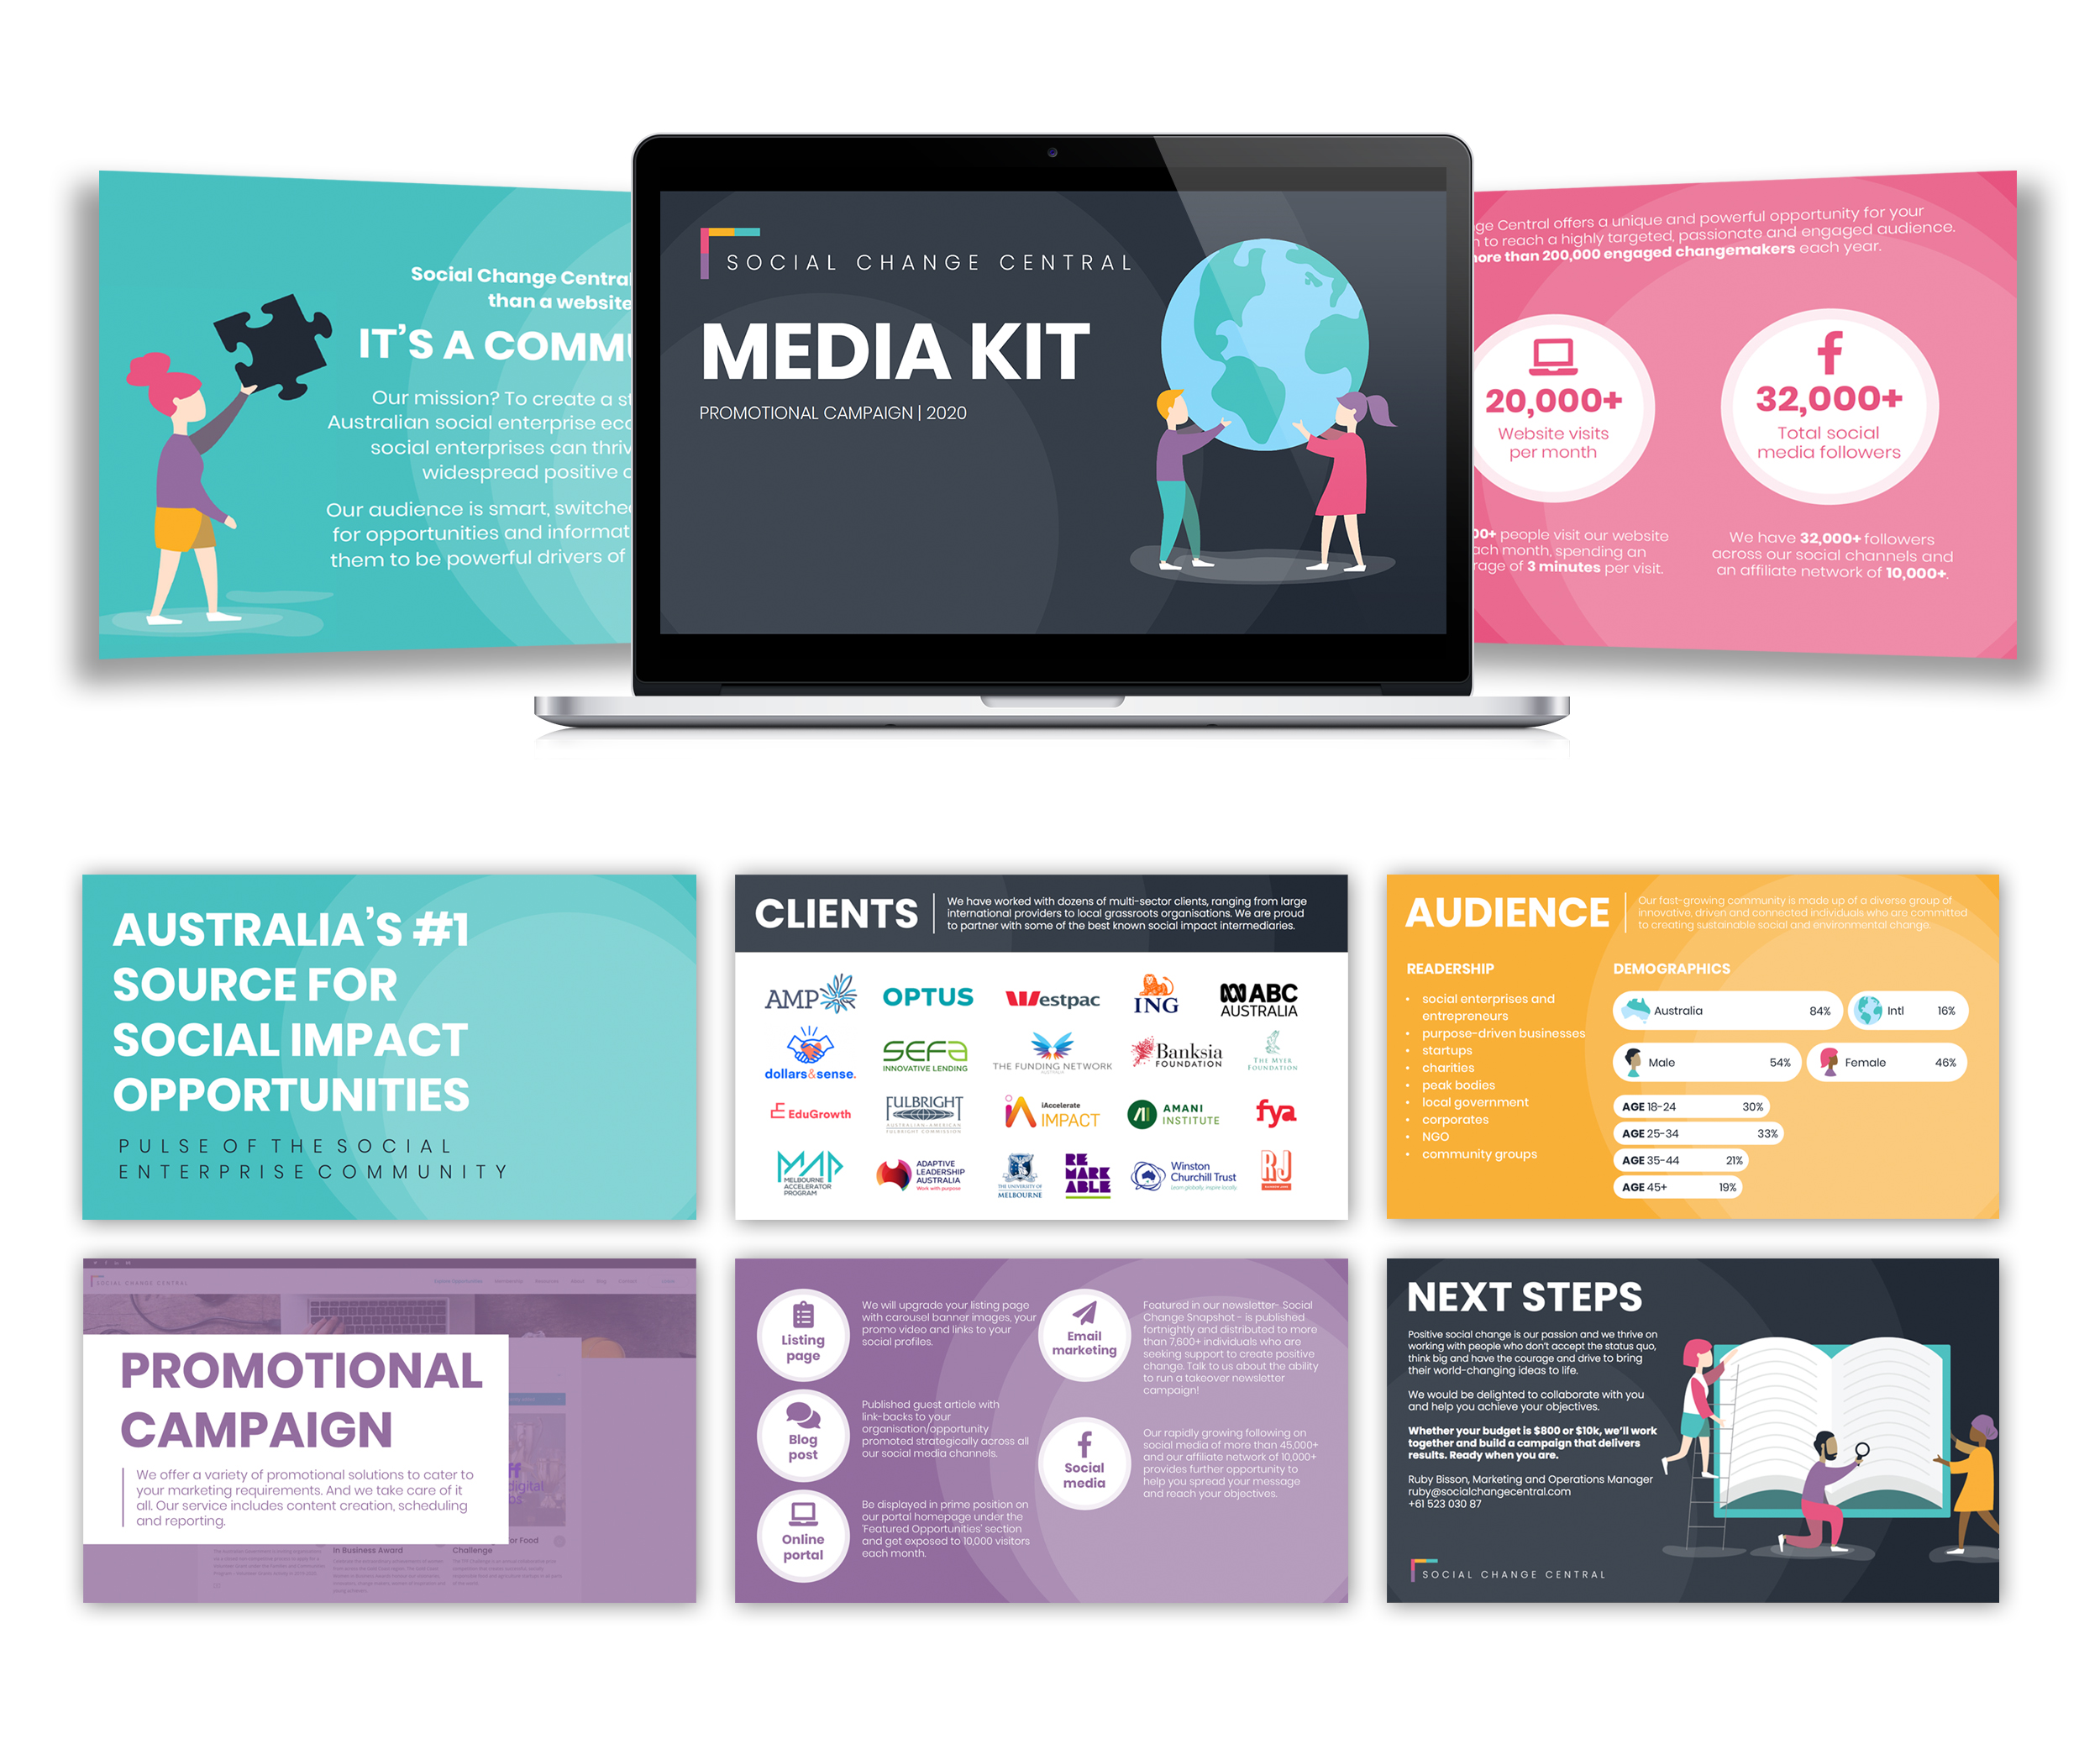 Social Change Central
than a website
IT'S A COMMU
Our mission? To create a st
Australian social enterprise eco
social enterprises can thriv
widespread positive c
Our audience is smart, switched
for opportunities and informat
them to be powerful drivers of
SOCIAL CHANGE CENTRAL
MEDIA KIT
PROMOTIONAL CAMPAIGN | 2020
ge Central offers a unique and powerful opportunity for your
n to reach a highly targeted, passionate and engaged audience.
more than 200,000 engaged changemakers each year.
20,000+
Website visits
per month
00+ people visit our website
ach month, spending an
rage of 3 minutes per visit.
32,000+
Total social
media followers
We have 32,000+ followers
across our social channels and
an affiliate network of 10,000+.
AUSTRALIA'S #1
SOURCE FOR
SOCIAL IMPACT
OPPORTUNITIES
PULSE OF THE SOCIAL
ENTERPRISE COMMUNITY
CLIENTS
We have worked with dozens of multi-sector clients, ranging from large
international providers to local grassroots organisations. We are proud
to partner with some of the best known social impact intermediaries.
AMP
OPTUS
Westpac
ING
ABC
AUSTRALIA
dollars&sense.
SEFA
INNOVATIVE LENDING
THE FUNDING NETWORK
AUSTRALIA
Banksia
FOUNDATION
THE MYER
FOUNDATION
EduGrowth
FULBRIGHT
AUSTRALIAN-AMERICAN
FULBRIGHT COMMISSION
iAccelerate
IMPACT
AMANI
INSTITUTE
fya
MAP
MELBOURNE
ACCELERATOR
PROGRAM
ADAPTIVE
LEADERSHIP
AUSTRALIA
Work with purpose
THE UNIVERSITY OF
MELBOURNE
RE
MARK
ABLE
Winston
Churchill Trust
Learn globally, inspire locally
RJ
AUDIENCE
Our fast-growing community is made up of a diverse group of
innovative, driven and connected individuals who are committed
to creating sustainable social and environmental change.
READERSHIP
• social enterprises and
entrepreneurs
• purpose-driven businesses
• startups
• charities
• peak bodies
• local government
• corporates
• NGO
• community groups
DEMOGRAPHICS
Australia 84%
Intl 16%
Male 54%
Female 46%
AGE 18-24 30%
AGE 25-34 33%
AGE 35-44 21%
AGE 45+ 19%
SOCIAL CHANGE CENTRAL
PROMOTIONAL
CAMPAIGN
We offer a variety of promotional solutions to cater to
your marketing requirements. And we take care of it
all. Our service includes content creation, scheduling
and reporting.
ff
digital
os
In Business Award
or Food
Challenge
Listing
page
We will upgrade your listing page
with carousel banner images, your
promo video and links to your
social profiles.
Blog
post
Published guest article with
link-backs to your
organisation/opportunity
promoted strategically across all
our social media channels.
Online
portal
Be displayed in prime position on
our portal homepage under the
'Featured Opportunities' section
and get exposed to 10,000 visitors
each month.
Email
marketing
Featured in our newsletter- Social
Change Snapshot - is published
fortnightly and distributed to more
than 7,600+ individuals who are
seeking support to create positive
change. Talk to us about the ability
to run a takeover newsletter
campaign!
Social
media
Our rapidly growing following on
social media of more than 45,000+
and our affiliate network of 10,000+
provides further opportunity to
help you spread your message
and reach your objectives.
NEXT STEPS
Positive social change is our passion and we thrive on
working with people who don't accept the status quo,
think big and have the courage and drive to bring
their world-changing ideas to life.
We would be delighted to collaborate with you
and help you achieve your objectives.
Whether your budget is $800 or $10k, we'll work
together and build a campaign that delivers
results. Ready when you are.
Ruby Bisson, Marketing and Operations Manager
ruby@socialchangecentral.com
+61 523 030 87
SOCIAL CHANGE CENTRAL